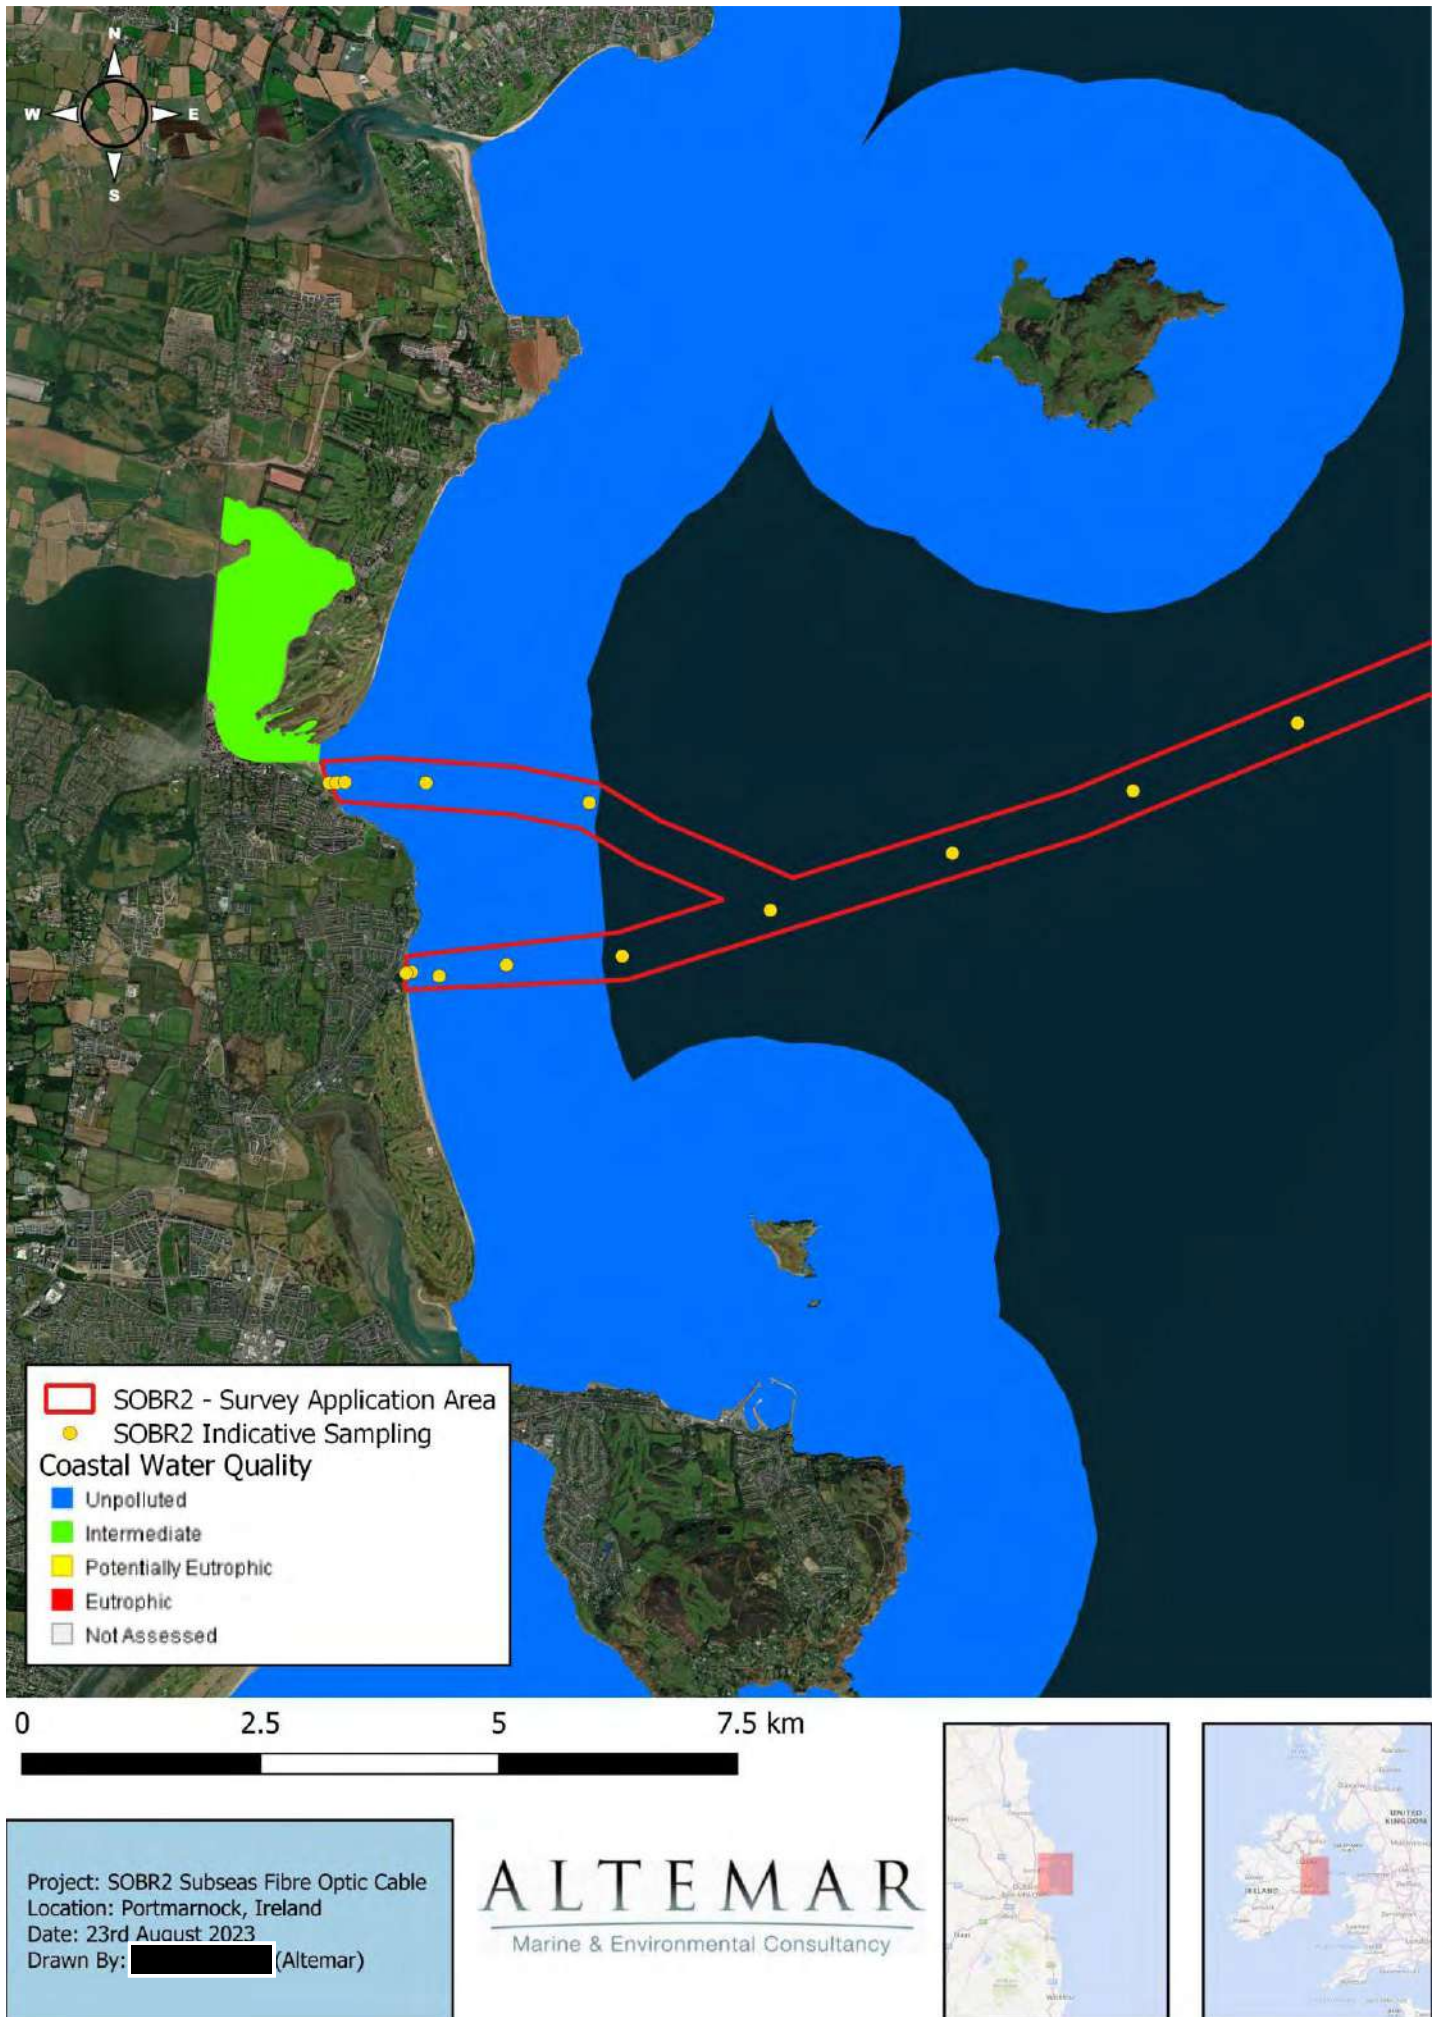 N
W E
S
SOBR2 - Survey Application Area
SOBR2 Indicative Sampling
Coastal Water Quality
Unpolluted
Intermediate
Potentially Eutrophic
Eutrophic
Not Assessed
0 2.5 5 7.5 km
Project: SOBR2 Subseas Fibre Optic Cable
Location: Portmarnock, Ireland
Date: 23rd August 2023
Drawn By: (Altemar)
ALTEMAR
Marine & Environmental Consultancy
UNITED
KINGDOM
IRELAND